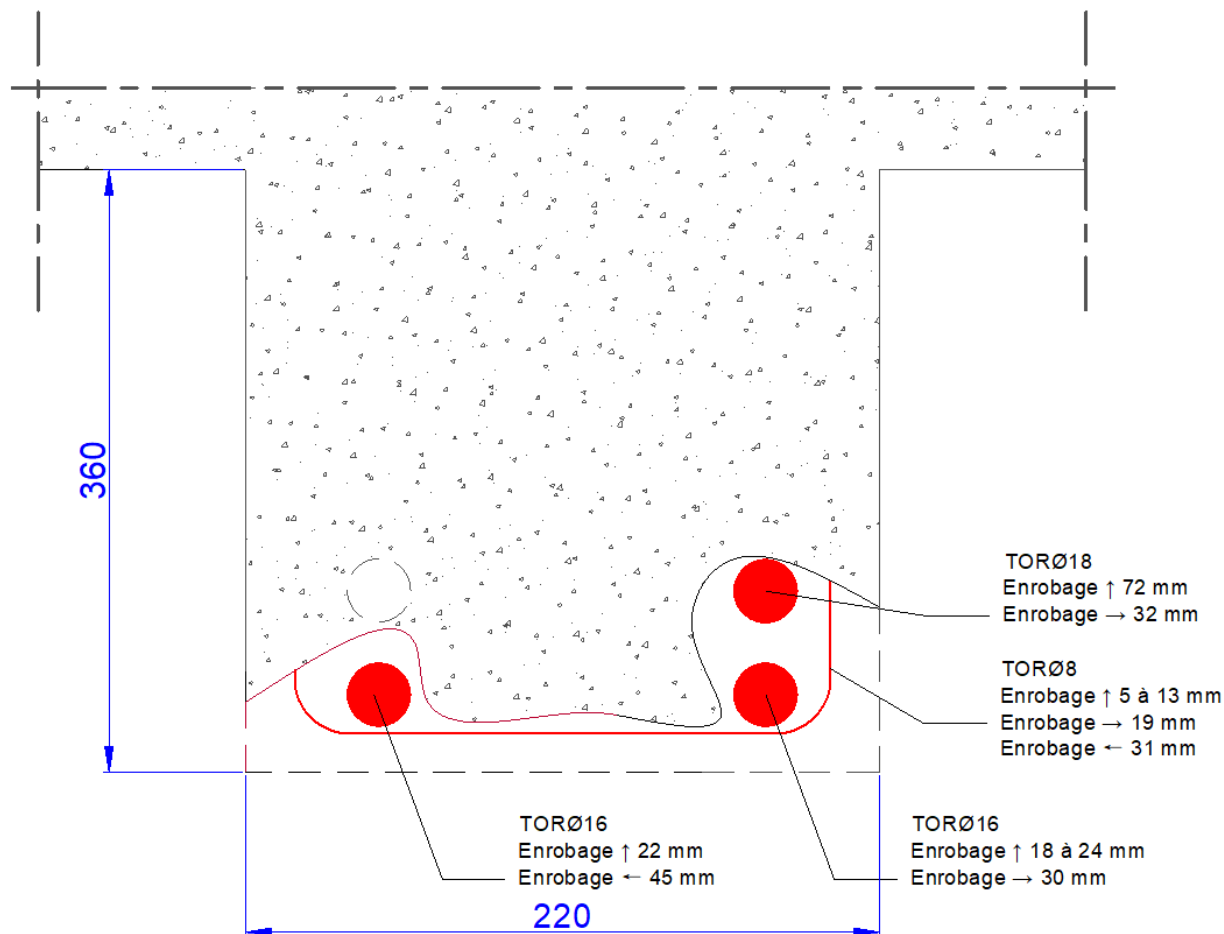 360
TORØ18
Enrobage ↑ 72 mm
Enrobage → 32 mm
TORØ8
Enrobage ↑ 5 à 13 mm
Enrobage → 19 mm
Enrobage ← 31 mm
TORØ16
Enrobage ↑ 22 mm
Enrobage ← 45 mm
TORØ16
Enrobage ↑ 18 à 24 mm
Enrobage → 30 mm
220